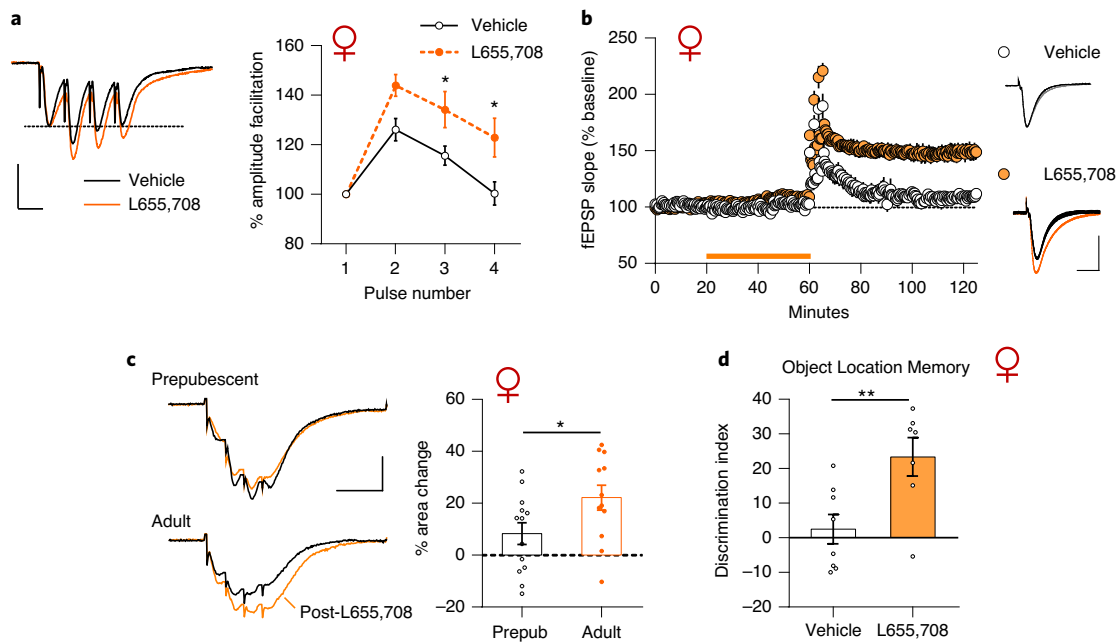 a
Vehicle
L655,708
% amplitude facilitation
160
140
120
100
80
1
2
3
4
Pulse number
*
*
Vehicle
L655,708
b
fEPSP slope (% baseline)
250
200
150
100
50
0
20
40
60
80
100
120
Minutes
Vehicle
L655,708
c
Prepubescent
Adult
Post-L655,708
% area change
60
40
20
0
–20
*
Prepub
Adult
d
Object Location Memory
**
Discrimination index
40
30
20
10
0
–10
–20
Vehicle
L655,708